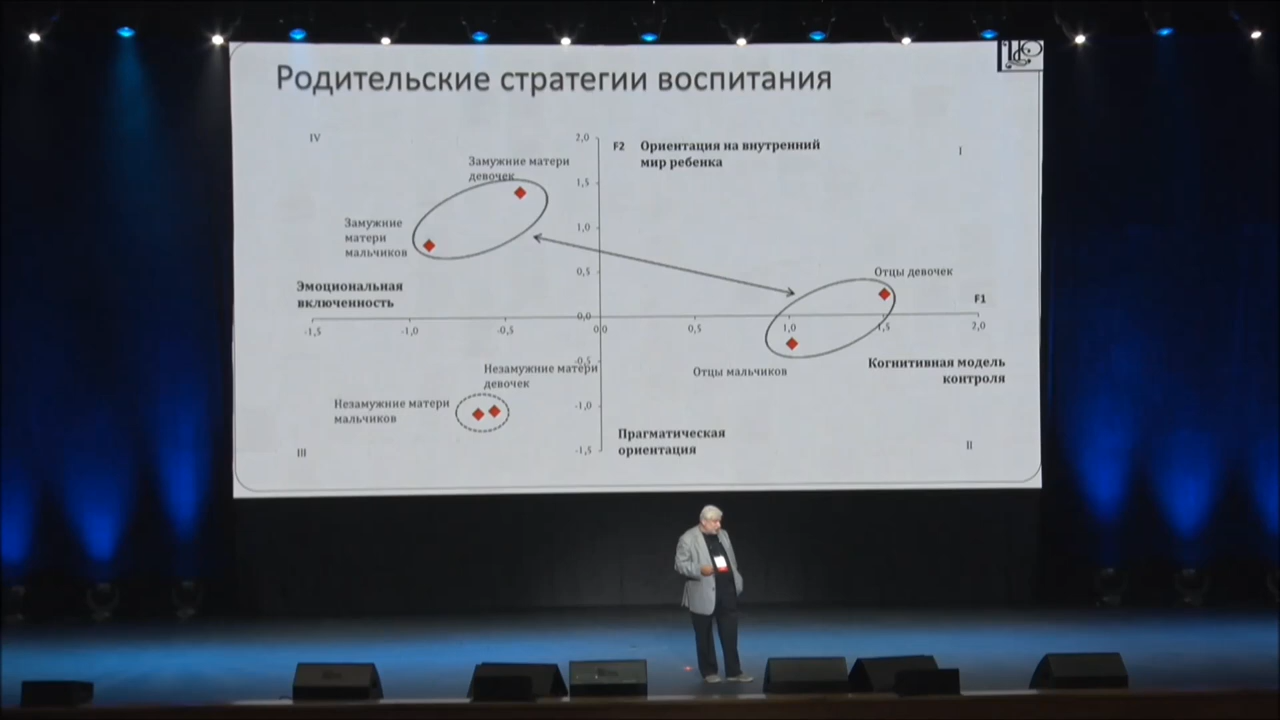 Родительские стратегии воспитания
IV
2,0
F2
Ориентация на внутренний
мир ребенка
I
Замужние матери
девочек
1,5
Замужние
матери
мальчиков
1,0
0,5
Отцы девочек
Эмоциональная
включенность
F1
0,0
-1,5
-1,0
-0,5
0,0
0,5
1,0
1,5
2,0
-0,5
Незамужние матери
девочек
Отцы мальчиков
Когнитивная модель
контроля
Незамужние матери
мальчиков
-1,0
Прагматическая
ориентация
II
III
-1,5